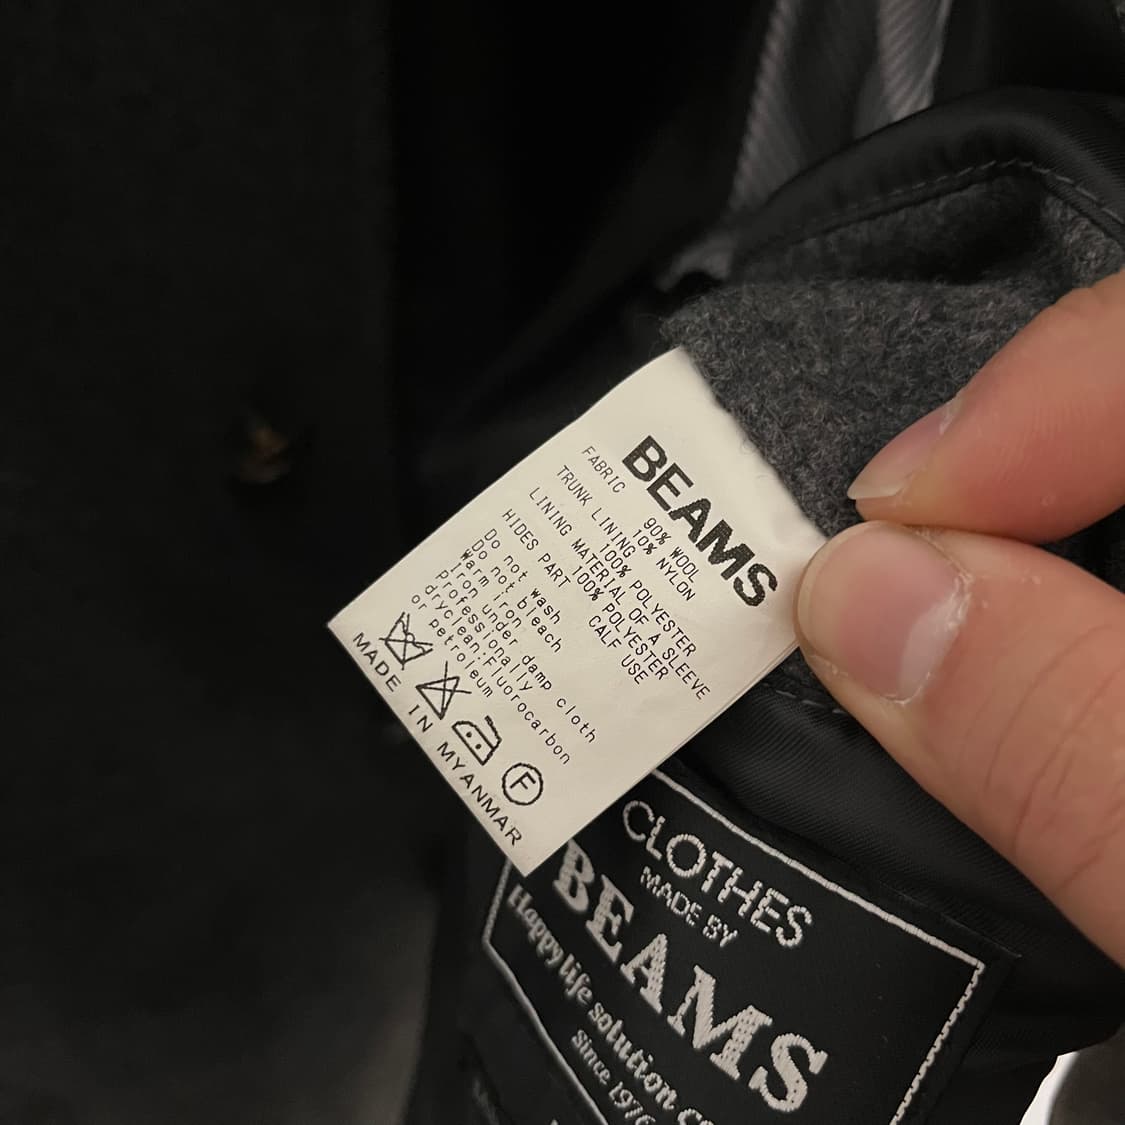 BEAMS
FABRIC 90% WOOL
10% NYLON
TRUNK LINING
100% POLYESTER
LINING MATERIAL OF A SLEEVE
100% POLYESTER
HIDES PART CALF USE
Do not wash
Do not bleach
Warm iron
Iron under damp cloth
Professionally
dryclean:Fluorocarbon
or petroleum
F
MADE IN MYANMAR
CLOTHES
MADE BY
BEAMS
Happy life solution
Since 1976